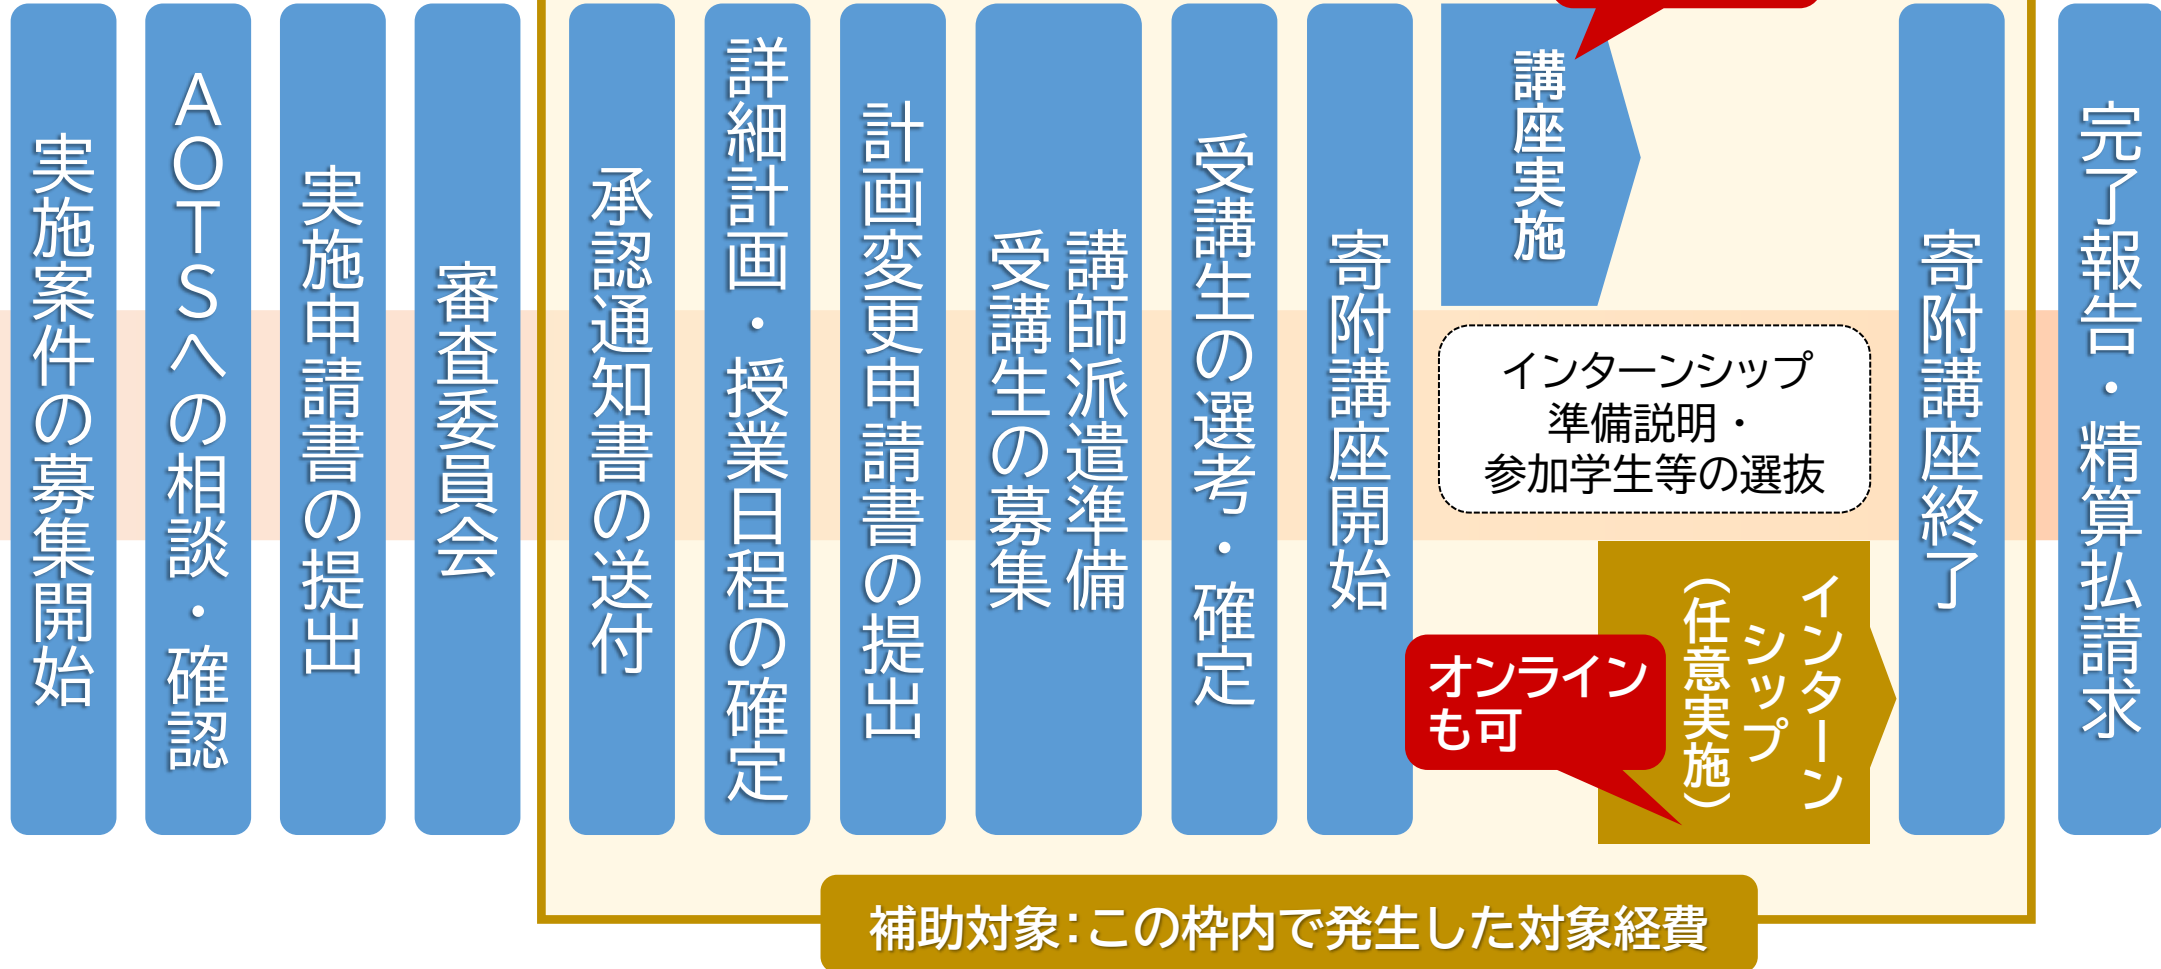 実施案件の募集開始
AOTSへの相談・確認
実施申請書の提出
審査委員会
承認通知書の送付
詳細計画・授業日程の確定
計画変更申請書の提出
講師派遣準備
受講生の募集
受講生の選考・確定
寄附講座開始
講座実施
インターンシップ
準備説明・
参加学生等の選抜
オンライン
も可
インターン
シップ
（任意実施）
寄附講座終了
完了報告・精算払請求
補助対象：この枠内で発生した対象経費